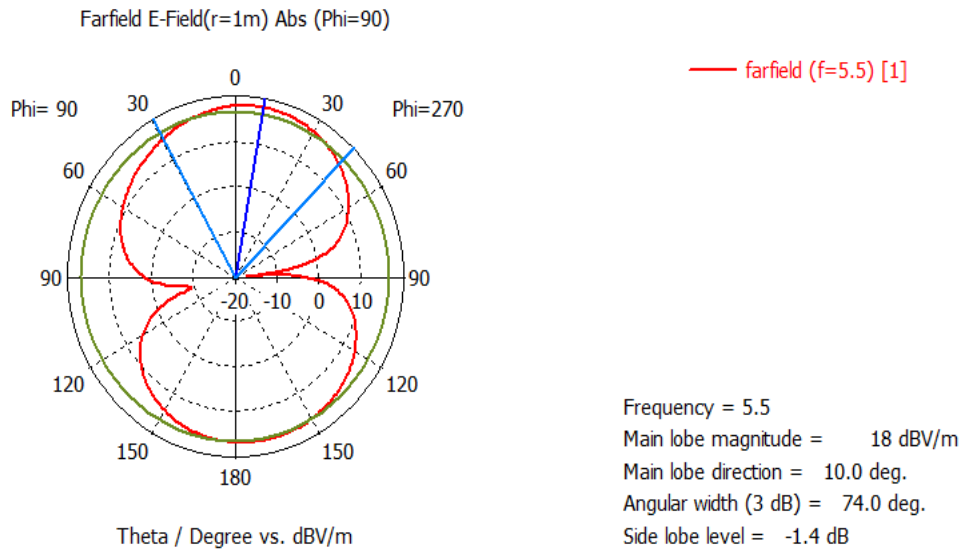 Farfield E-Field(r=1m) Abs (Phi=90)
farfield (f=5.5) [1]
0
Phi= 90
30
30
Phi=270
60
60
90
90
-20
-10
0
10
120
120
150
150
180
Theta / Degree vs. dBV/m
Frequency = 5.5
Main lobe magnitude = 18 dBV/m
Main lobe direction = 10.0 deg.
Angular width (3 dB) = 74.0 deg.
Side lobe level = -1.4 dB